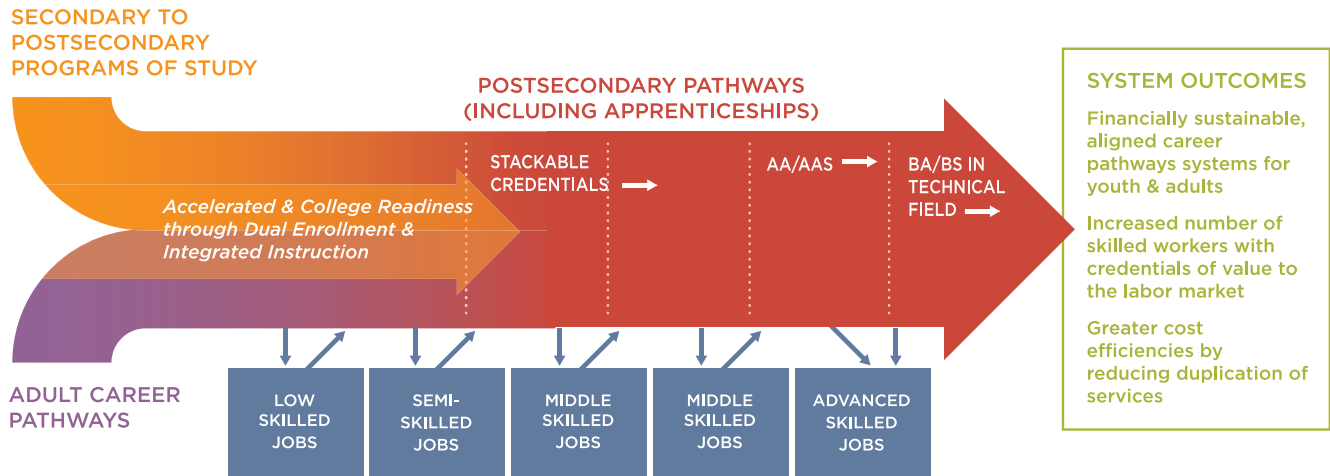 SECONDARY TO
POSTSECONDARY
PROGRAMS OF STUDY
POSTSECONDARY PATHWAYS
(INCLUDING APPRENTICESHIPS)
STACKABLE
CREDENTIALS
AA/AAS
BA/BS IN
TECHNICAL
FIELD
Accelerated & College Readiness
through Dual Enrollment &
Integrated Instruction
ADULT CAREER
PATHWAYS
LOW
SKILLED
JOBS
SEMI-
SKILLED
JOBS
MIDDLE
SKILLED
JOBS
MIDDLE
SKILLED
JOBS
ADVANCED
SKILLED
JOBS
SYSTEM OUTCOMES
Financially sustainable,
aligned career
pathways systems for
youth & adults
Increased number of
skilled workers with
credentials of value to
the labor market
Greater cost
efficiencies by
reducing duplication of
services